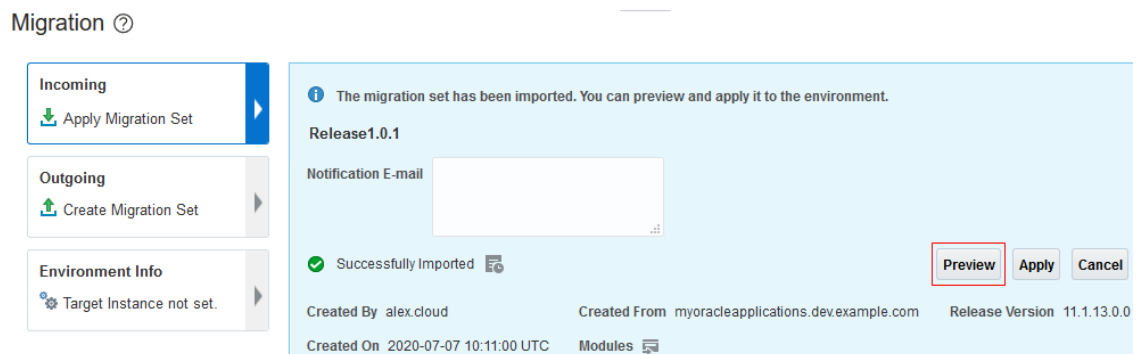 Migration ?
Incoming
Apply Migration Set
Outgoing
Create Migration Set
Environment Info
Target Instance not set.
The migration set has been imported. You can preview and apply it to the environment.
Release1.0.1
Notification E-mail
Successfully Imported
Preview Apply Cancel
Created By alex.cloud Created From myoracleapplications.dev.example.com Release Version 11.1.13.0.0
Created On 2020-07-07 10:11:00 UTC Modules